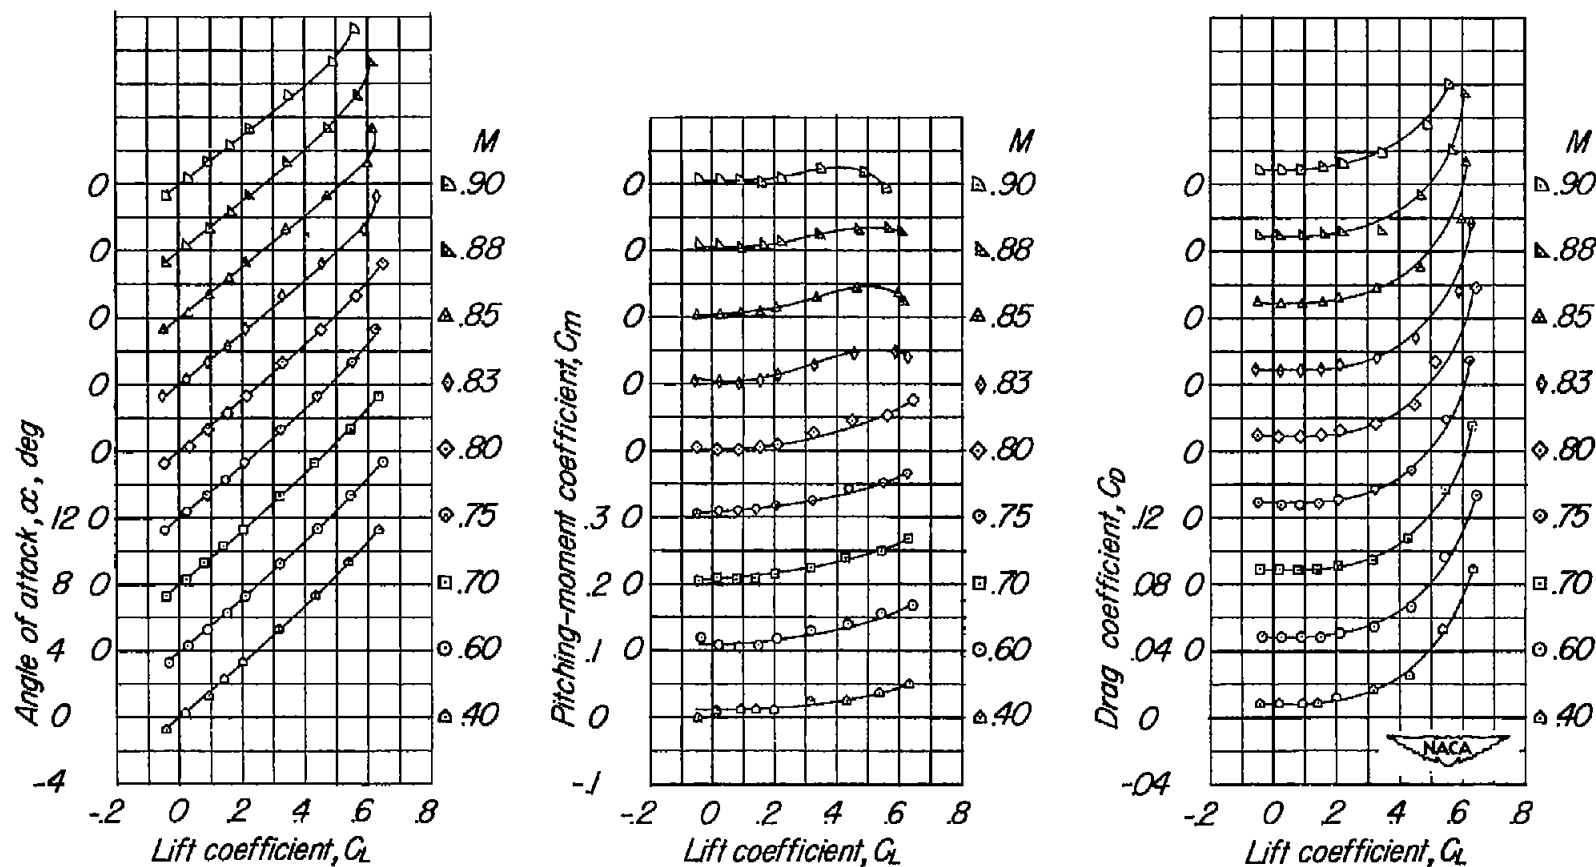 M
0 .90
0 .88
0 .85
0 .83
0 .80
12 0 .75
8 0 .70
4 0 .60
0 .40
-4
-.2 0 .2 .4 .6 .8
Angle of attack, α, deg
Lift coefficient, CL
M
0 .90
0 .88
0 .85
0 .83
0 .80
.3 0 .75
.2 0 .70
.1 0 .60
0 .40
-.1
-.2 0 .2 .4 .6 .8
Pitching-moment coefficient, Cm
Lift coefficient, CL
M
0 .90
0 .88
0 .85
0 .83
0 .80
.12 0 .75
.08 0 .70
.04 0 .60
0 .40
NACA
-.04
-.2 0 .2 .4 .6 .8
Drag coefficient, CD
Lift coefficient, CL